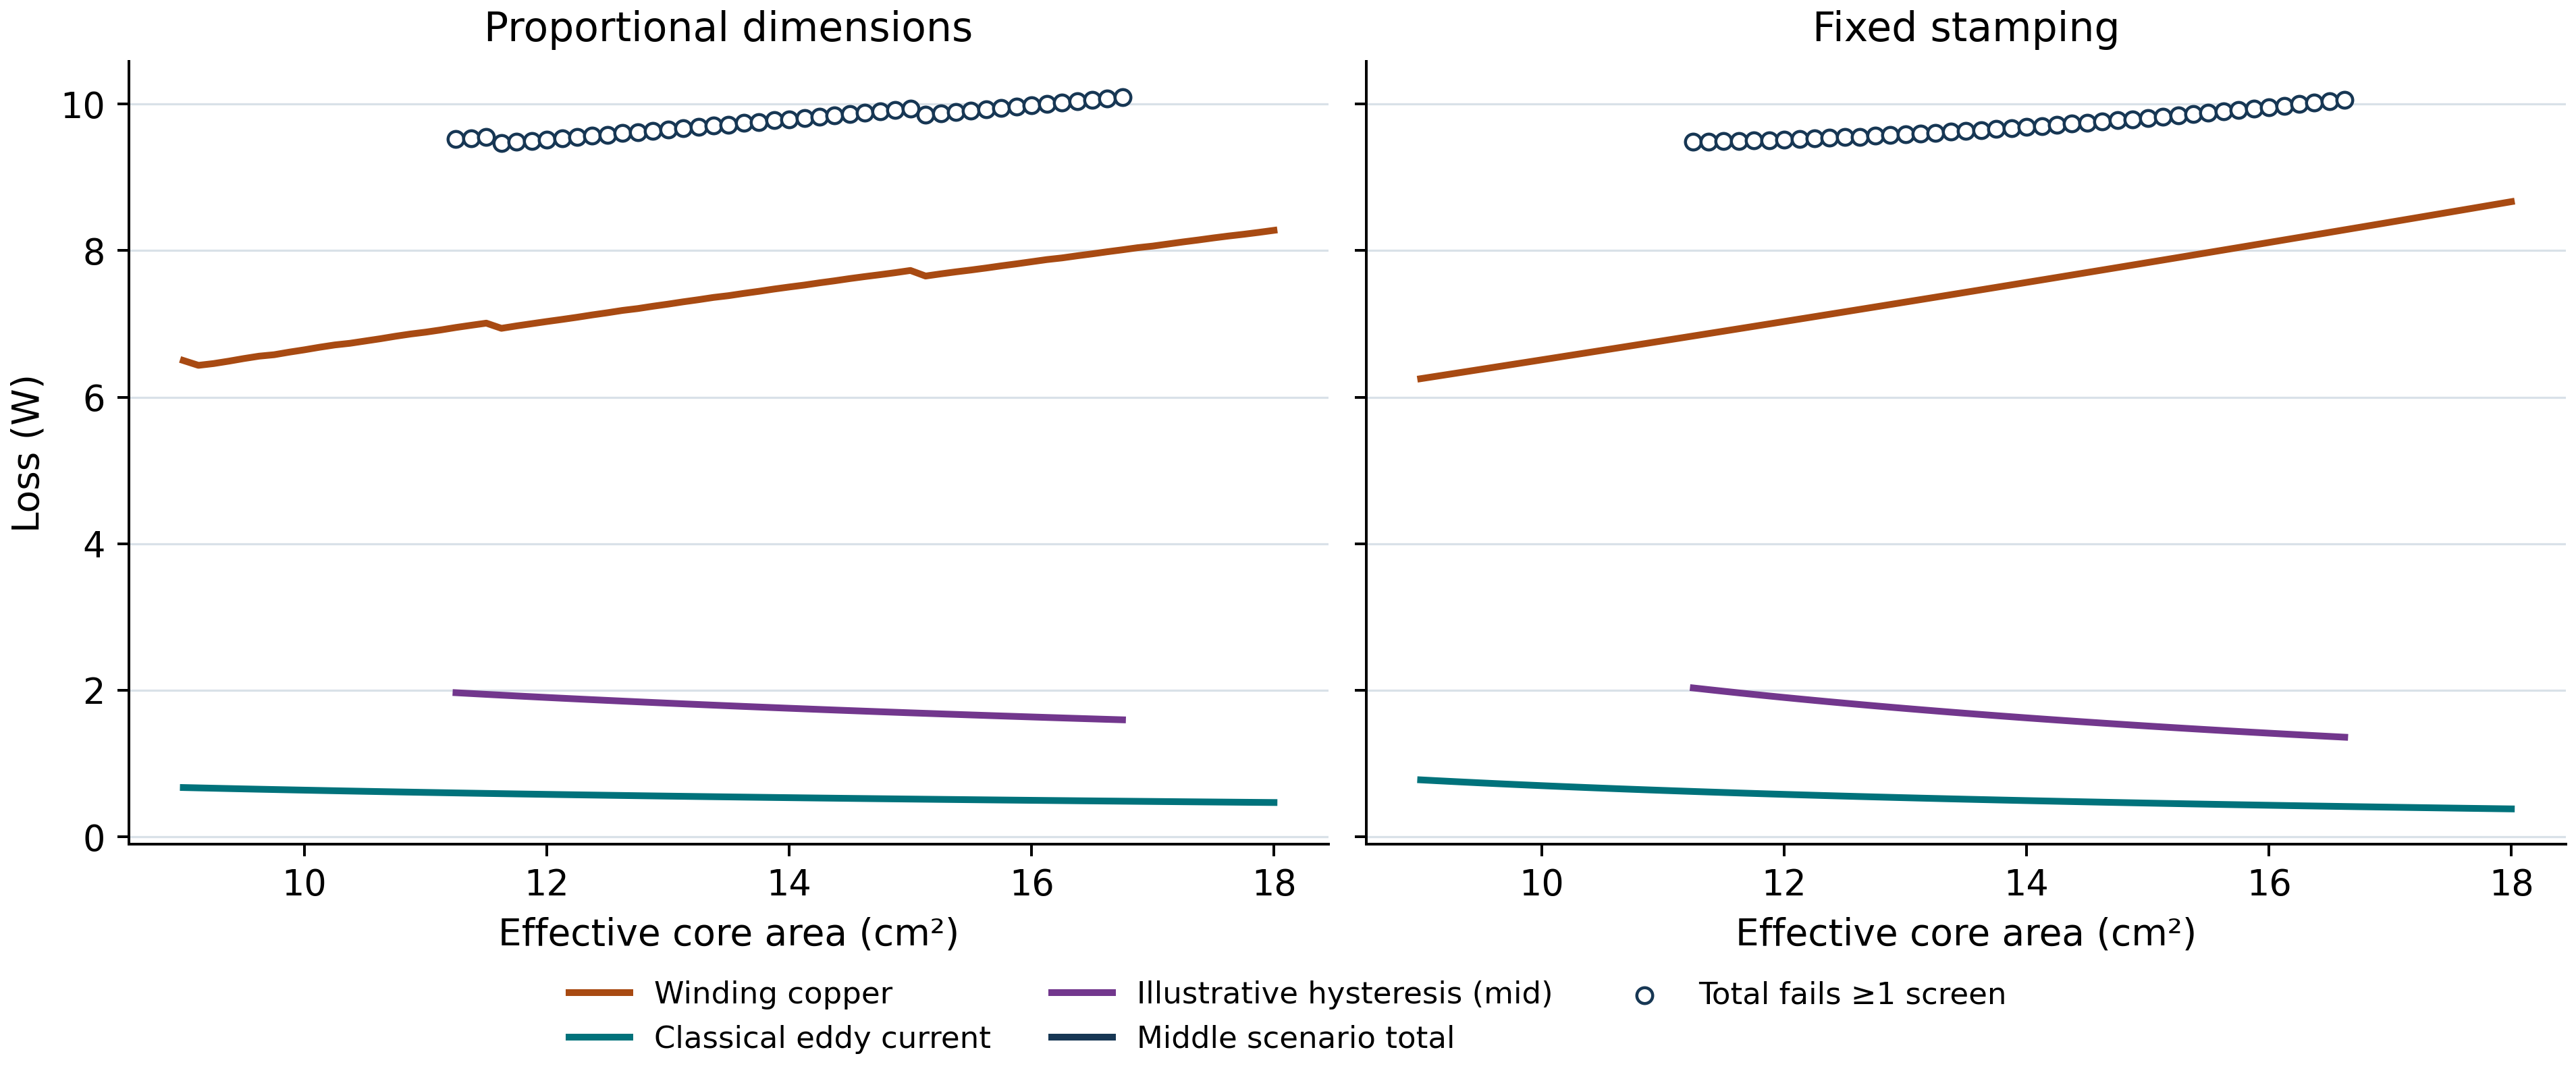 Proportional dimensions
Fixed stamping
Loss (W)
10
8
6
4
2
0
10 12 14 16 18
10 12 14 16 18
Effective core area (cm²)
Effective core area (cm²)
Winding copper
Illustrative hysteresis (mid)
Total fails ≥1 screen
Classical eddy current
Middle scenario total